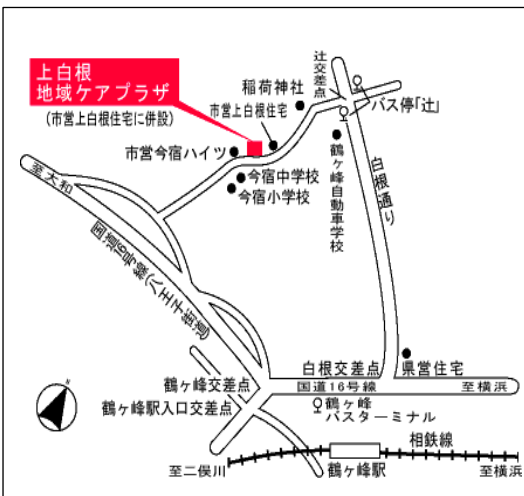 上白根
地域ケアプラザ
(市営上白根住宅に併設)
稲荷神社
市営上白根住宅
辻交差点
バス停「辻」
市営今宿ハイツ
今宿中学校
今宿小学校
鶴ヶ峰自動車学校
白根通り
至大和
国道16号線(八王子街道)
白根交差点
県営住宅
鶴ヶ峰交差点
国道16号線
至横浜
鶴ヶ峰駅入口交差点
鶴ヶ峰
バスターミナル
相鉄線
至二俣川
鶴ヶ峰駅
至横浜